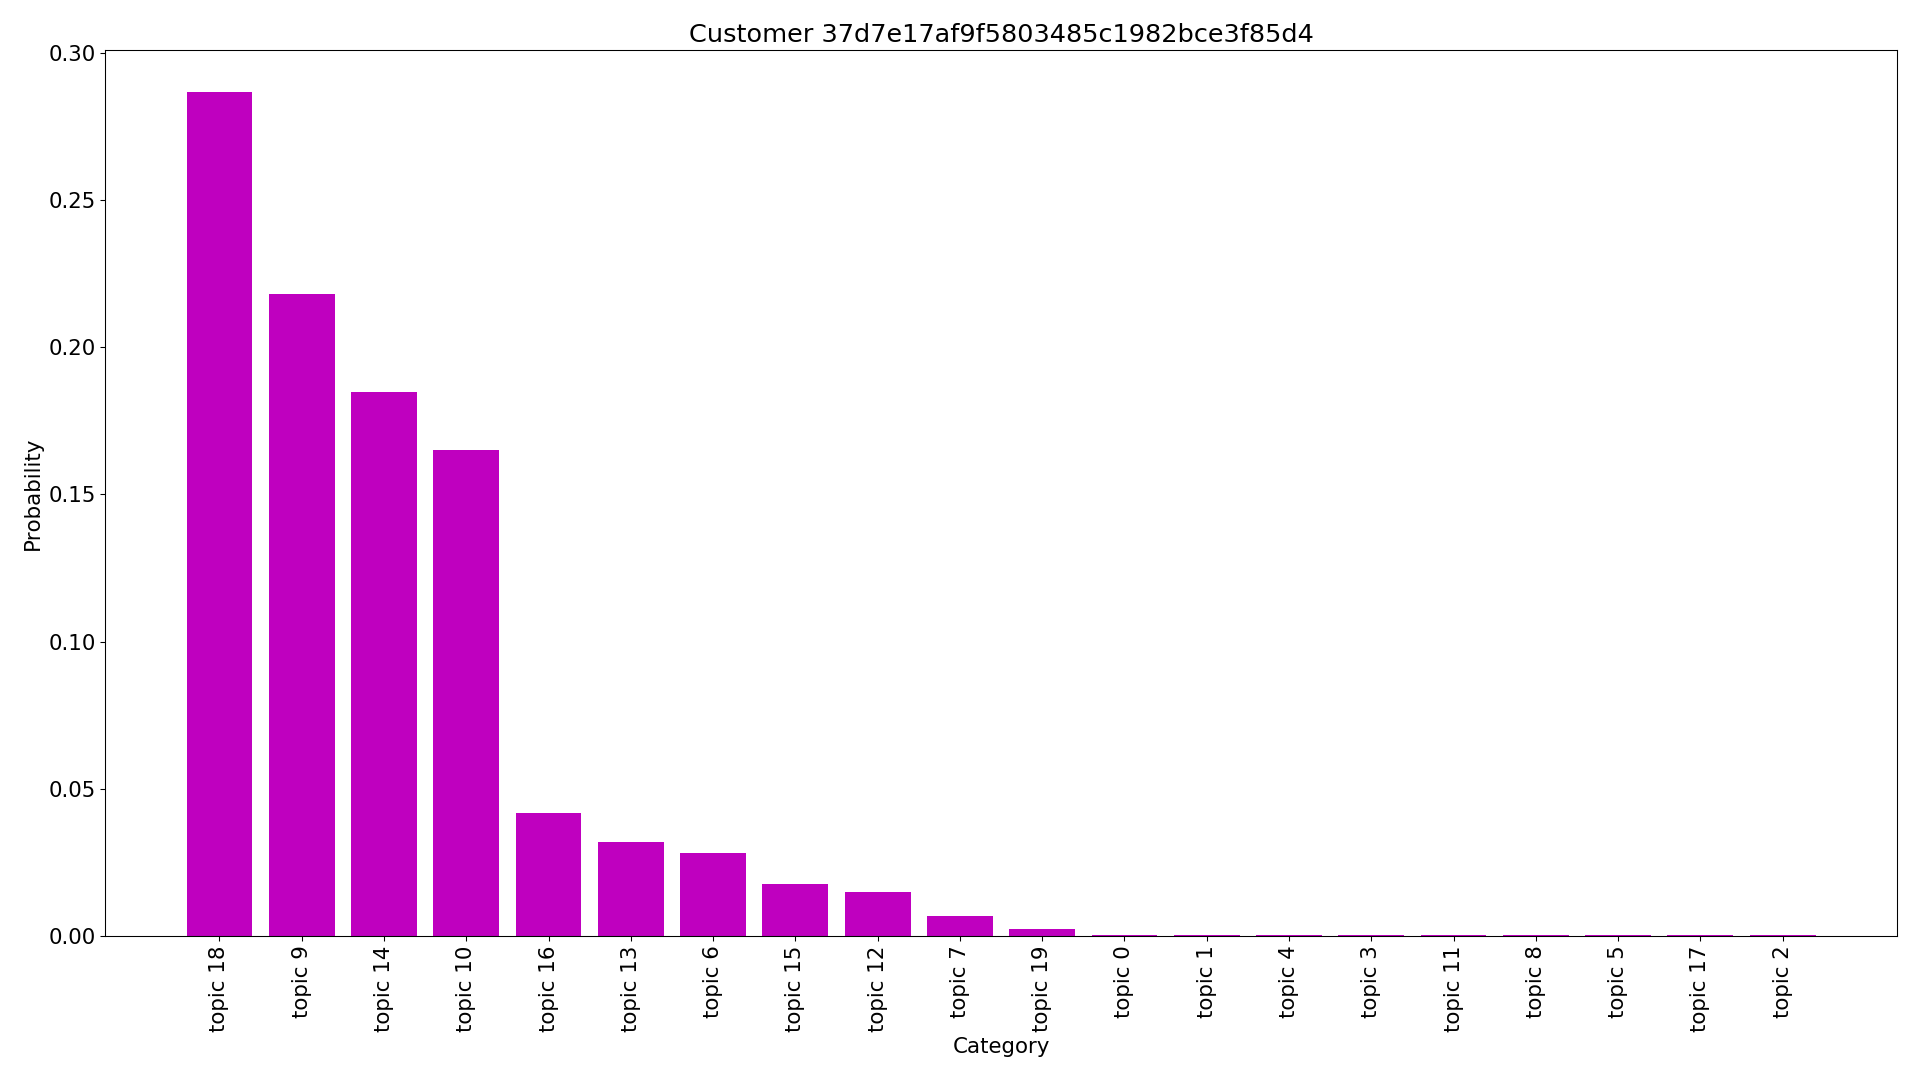 Customer 37d7e17af9f5803485c1982bce3f85d4
Probability
0.30
0.25
0.20
0.15
0.10
0.05
0.00
topic 18
topic 9
topic 14
topic 10
topic 16
topic 13
topic 6
topic 15
topic 12
topic 7
topic 19
topic 0
topic 1
topic 4
topic 3
topic 11
topic 8
topic 5
topic 17
topic 2
Category